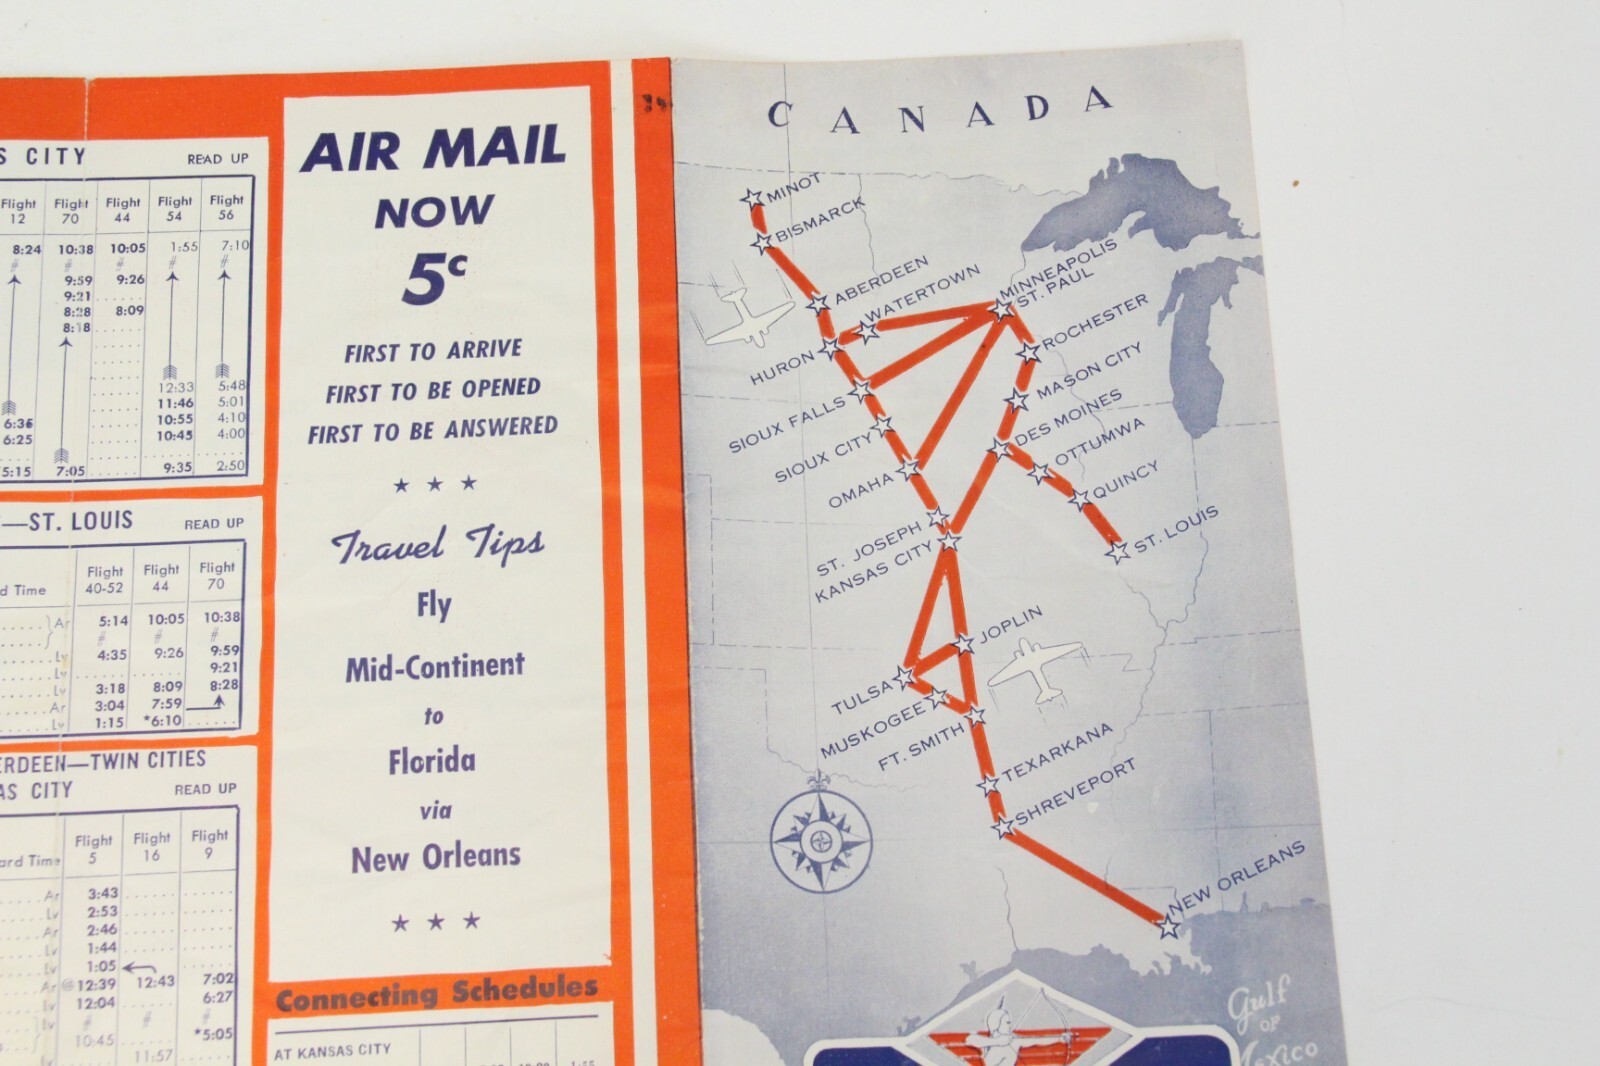 S CITY READ UP
Flight 12 Flight 70 Flight 44 Flight 54 Flight 56
8:24 10:38 10:05 1:55 7:10
# # # # #
9:59 9:26
9:21
8:28 8:09
8:18
12:33 5:48
11:46 5:01
6:35 10:55 4:10
6:25 10:45 4:00
5:15 7:05 9:35 2:50
—ST. LOUIS READ UP
d Time Flight 40-52 Flight 44 Flight 70
Ar 5:14 10:05 10:38
# # #
Lv 4:35 9:26 9:59
Lv 9:21
Lv 3:18 8:09 8:28
Ar 3:04 7:59
Lv 1:15 *6:10
ERDEEN—TWIN CITIES
AS CITY READ UP
ard Time Flight 5 Flight 16 Flight 9
Ar 3:43
Lv 2:53
Ar 2:46
Lv 1:44
Lv 1:05
Ar @12:39 12:43 7:02
Lv 12:04 6:27
Lv # # #
10:45 *5:05
Lv 11:57
AIR MAIL
NOW
5c
FIRST TO ARRIVE
FIRST TO BE OPENED
FIRST TO BE ANSWERED
★ ★ ★
Travel Tips
Fly
Mid-Continent
to
Florida
via
New Orleans
★ ★ ★
Connecting Schedules
AT KANSAS CITY
CANADA
MINOT
BISMARCK
ABERDEEN
WATERTOWN
MINNEAPOLIS
ST. PAUL
HURON
ROCHESTER
SIOUX FALLS
MASON CITY
SIOUX CITY
DES MOINES
OMAHA
OTTUMWA
QUINCY
ST. JOSEPH
KANSAS CITY
ST. LOUIS
JOPLIN
TULSA
MUSKOGEE
FT. SMITH
TEXARKANA
SHREVEPORT
NEW ORLEANS
Gulf
OF
Mexico